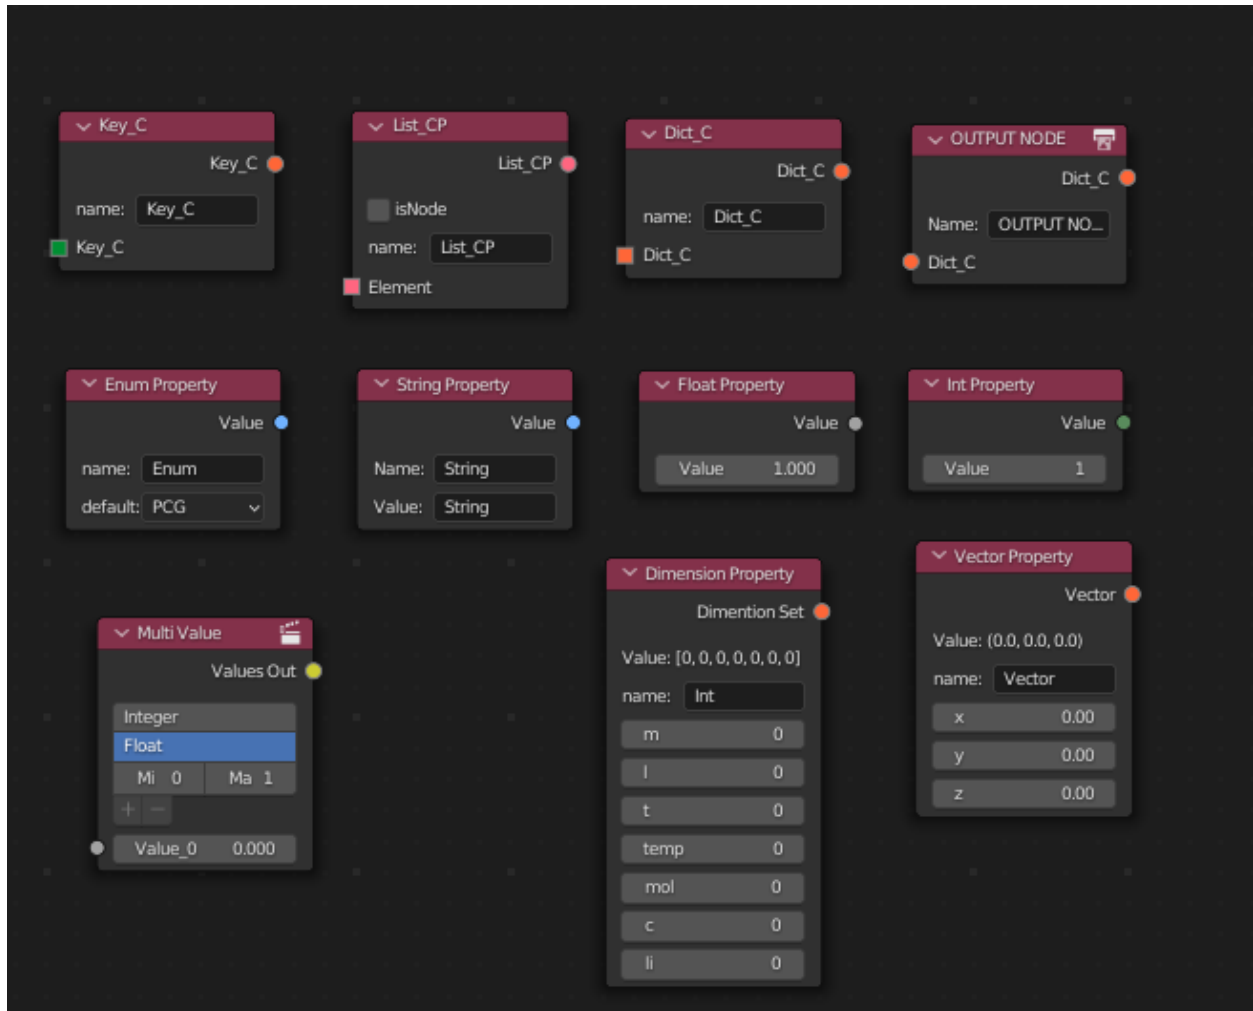 Key_C
Key_C
name: Key_C
Key_C
List_CP
List_CP
isNode
name: List_CP
Element
Dict_C
Dict_C
name: Dict_C
Dict_C
OUTPUT NODE
Dict_C
Name: OUTPUT NO...
Dict_C
Enum Property
Value
name: Enum
default: PCG
String Property
Value
Name: String
Value: String
Float Property
Value
Value 1.000
Int Property
Value
Value 1
Multi Value
Values Out
Integer
Float
Mi 0 Ma 1
+ −
Value_0 0.000
Dimension Property
Dimention Set
Value: [0, 0, 0, 0, 0, 0, 0]
name: Int
m 0
l 0
t 0
temp 0
mol 0
c 0
li 0
Vector Property
Vector
Value: (0.0, 0.0, 0.0)
name: Vector
x 0.00
y 0.00
z 0.00